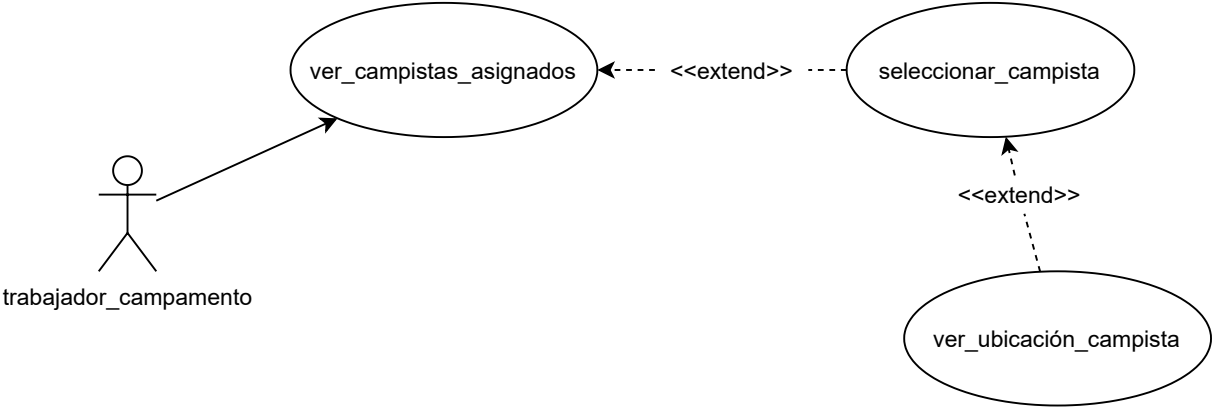 ver_campistas_asignados
<<extend>>
seleccionar_campista
<<extend>>
trabajador_campamento
ver_ubicación_campista